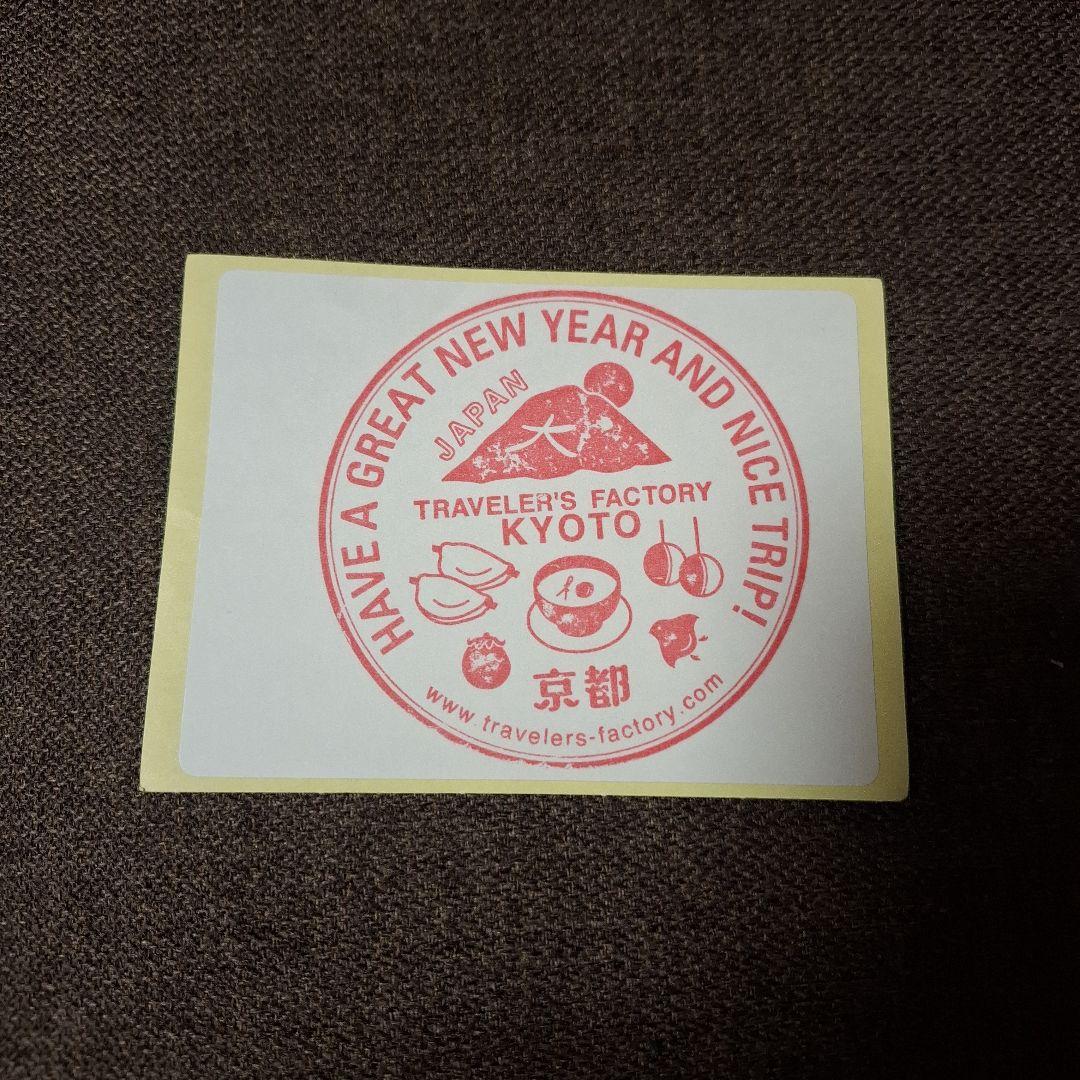 HAVE A GREAT NEW YEAR AND NICE TRIP!
JAPAN
大
TRAVELER'S FACTORY
KYOTO
京都
www.travelers-factory.com